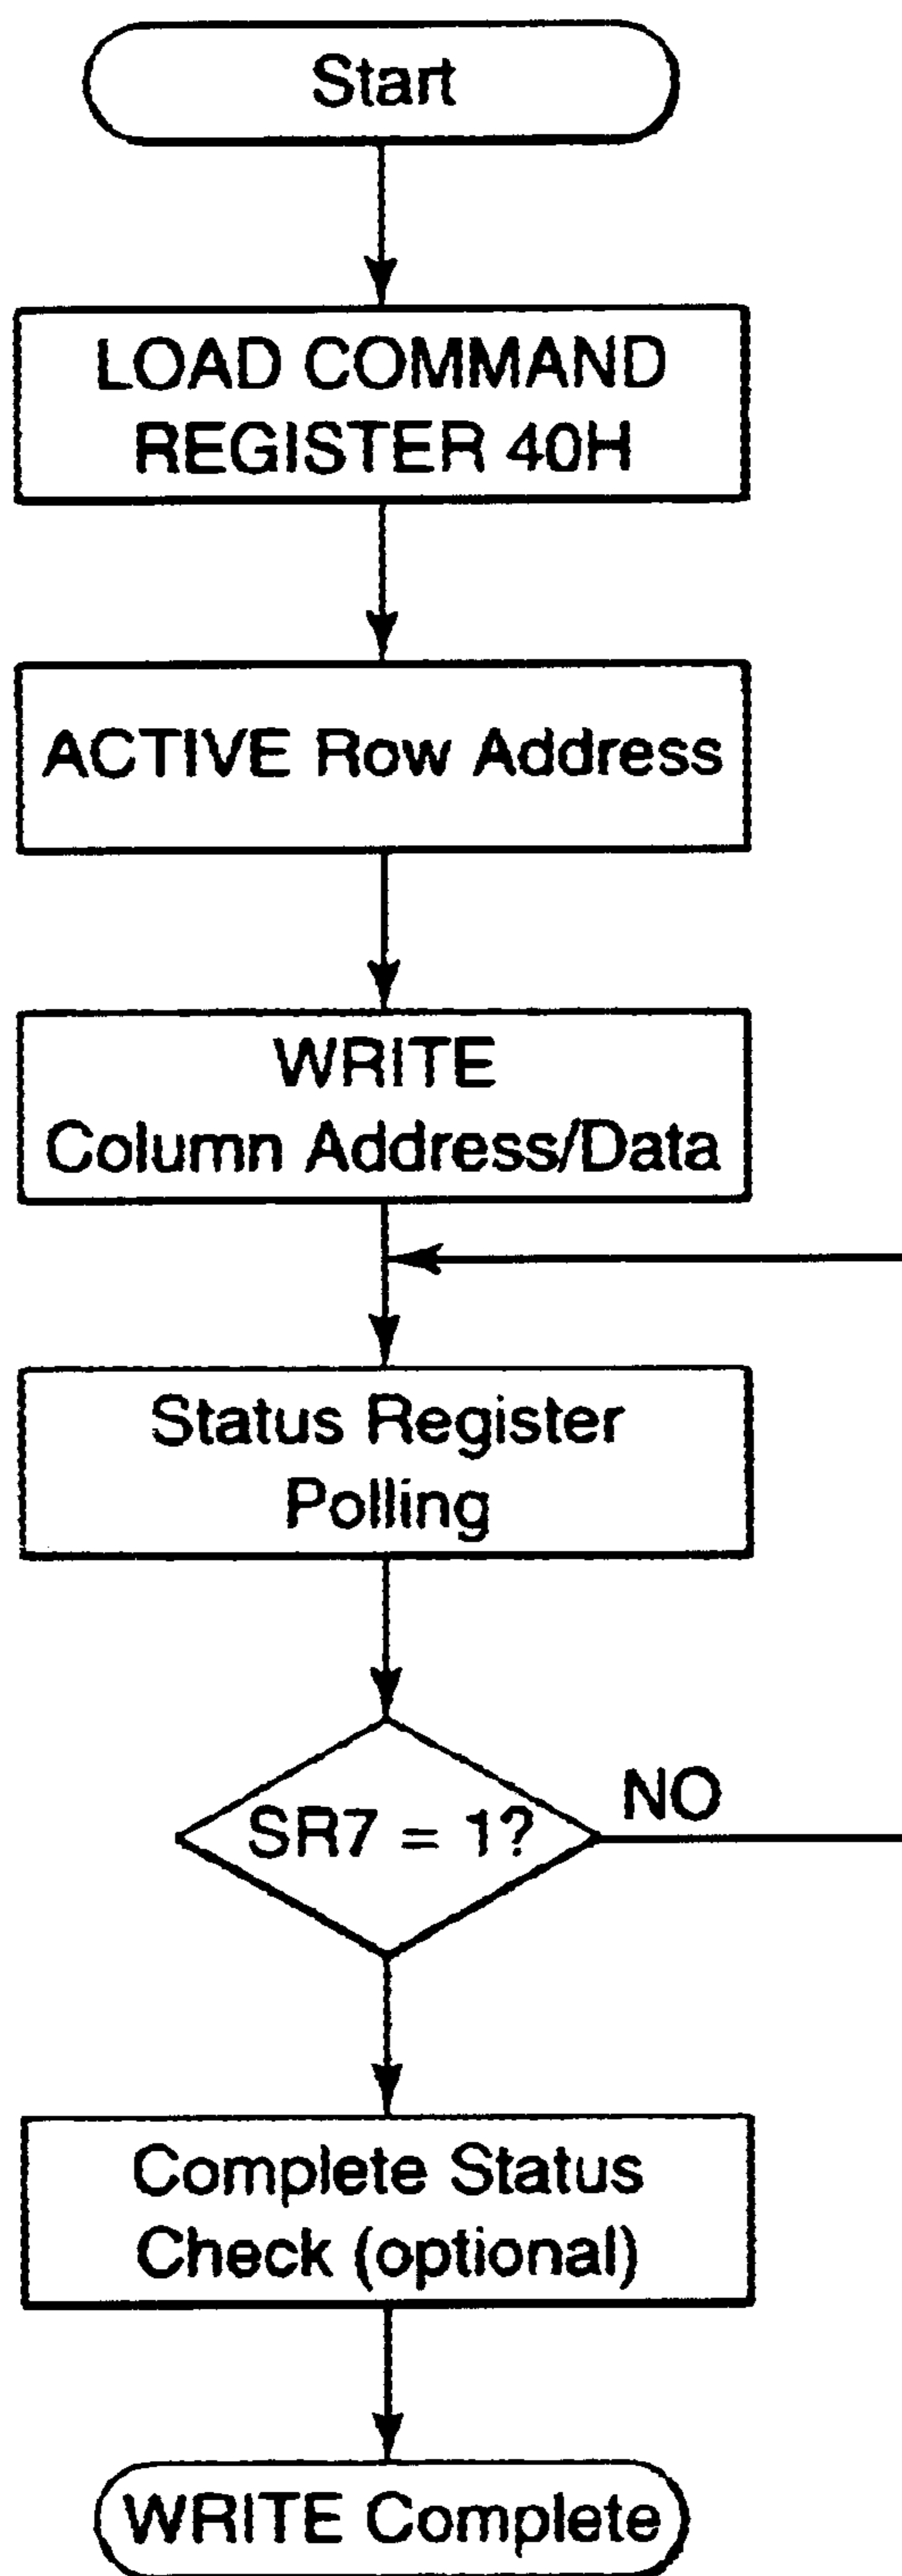 Start
LOAD COMMAND
REGISTER 40H
ACTIVE Row Address
WRITE
Column Address/Data
Status Register
Polling
SR7 = 1?
NO
Complete Status
Check (optional)
WRITE Complete